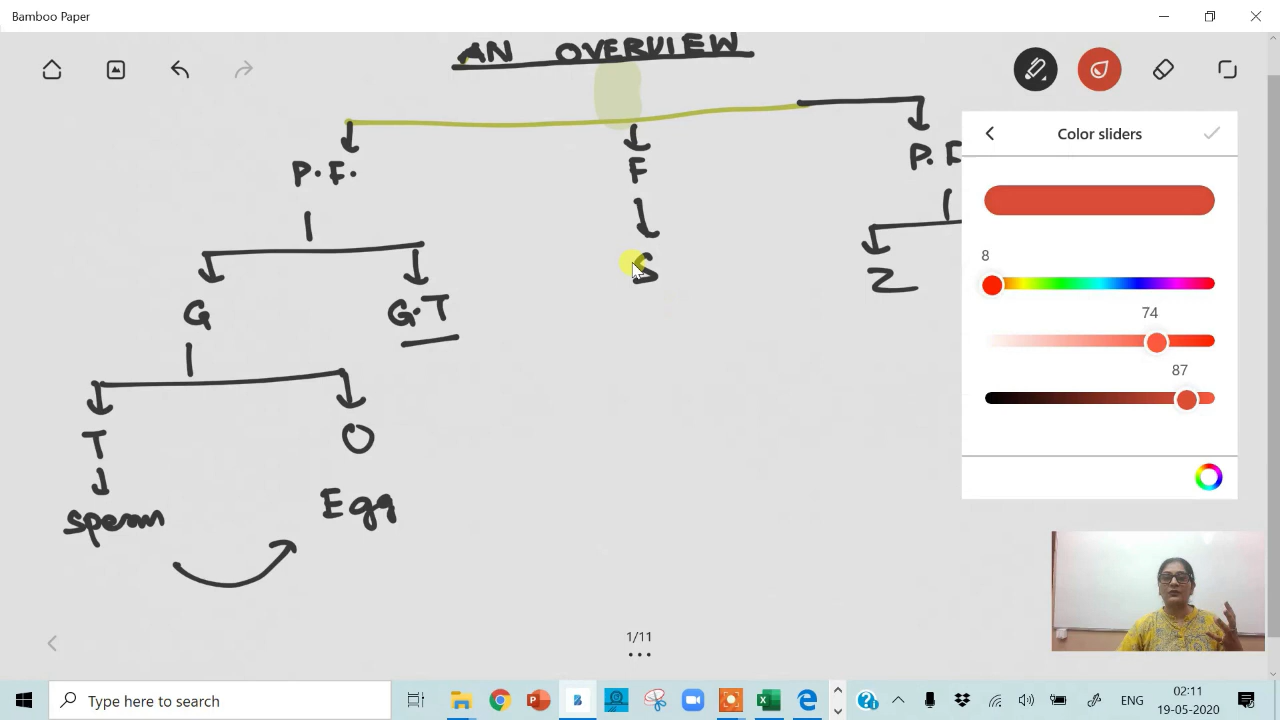 Bamboo Paper
AN OVERVIEW
P.F.
F
P.F
S
Z
G
G.T
T
O
Sperm
Egg
Color sliders
8
74
87
1/11
Type here to search
ENG
02:11
19-05-2020